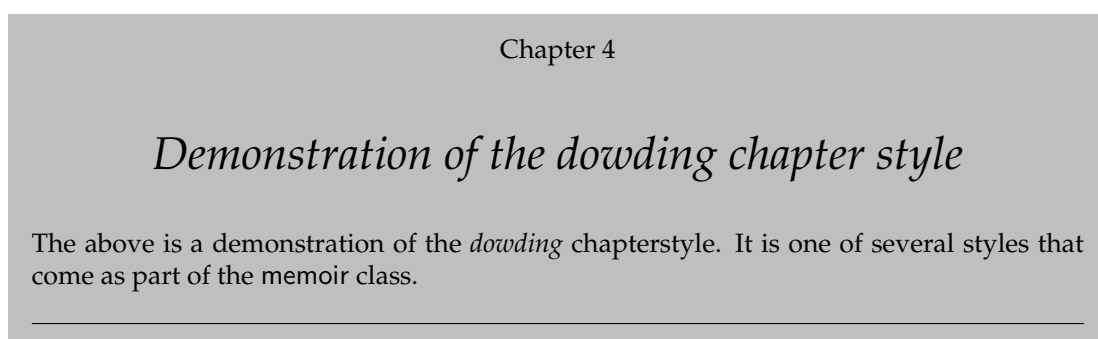 Chapter 4
Demonstration of the dowding chapter style
The above is a demonstration of the dowding chapterstyle. It is one of several styles that
come as part of the memoir class.